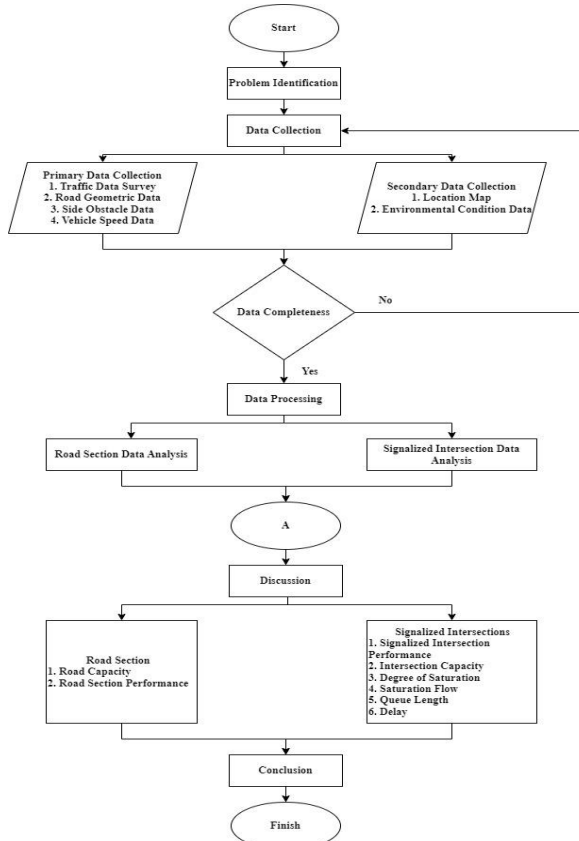 Start
Problem Identification
Data Collection
Primary Data Collection
1. Traffic Data Survey
2. Road Geometric Data
3. Side Obstacle Data
4. Vehicle Speed Data
Secondary Data Collection
1. Location Map
2. Environmental Condition Data
Data Completeness
No
Yes
Data Processing
Road Section Data Analysis
Signalized Intersection Data
Analysis
A
Discussion
Road Section
1. Road Capacity
2. Road Section Performance
Signalized Intersections
1. Signalized Intersection
Performance
2. Intersection Capacity
3. Degree of Saturation
4. Saturation Flow
5. Queue Length
6. Delay
Conclusion
Finish